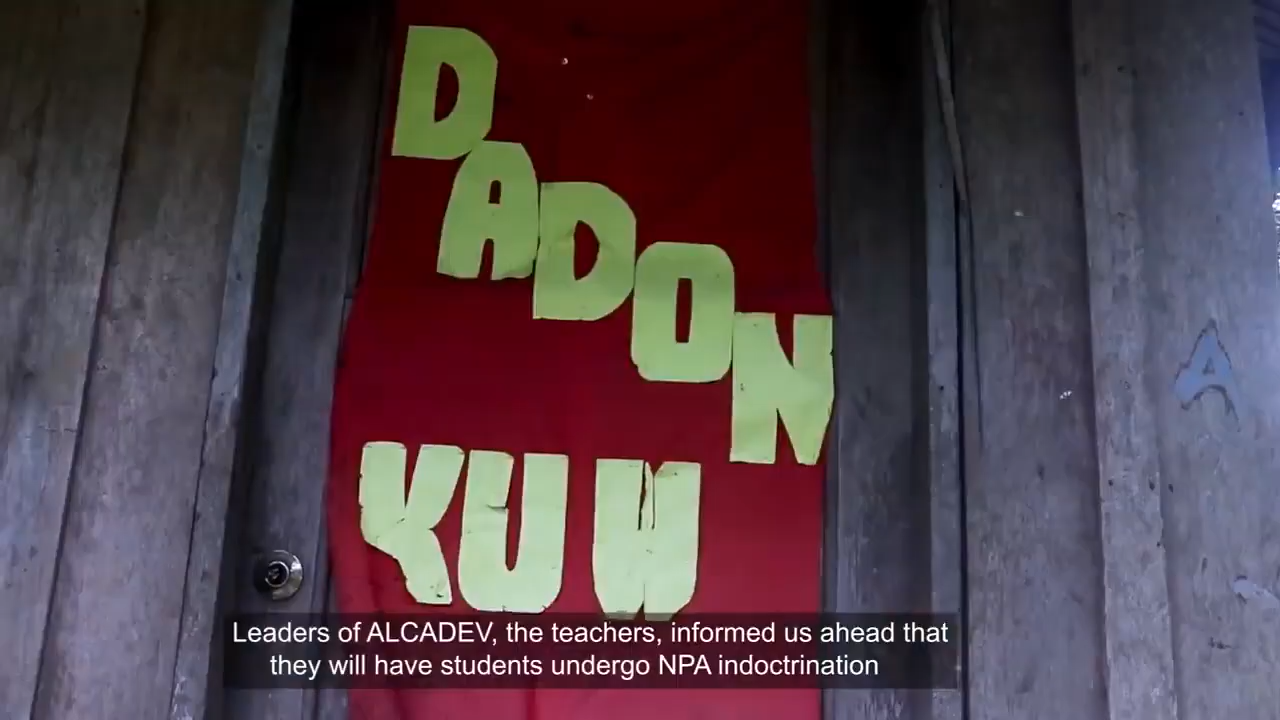 DADON
KUW
A
Leaders of ALCADEV, the teachers, informed us ahead that
they will have students undergo NPA indoctrination